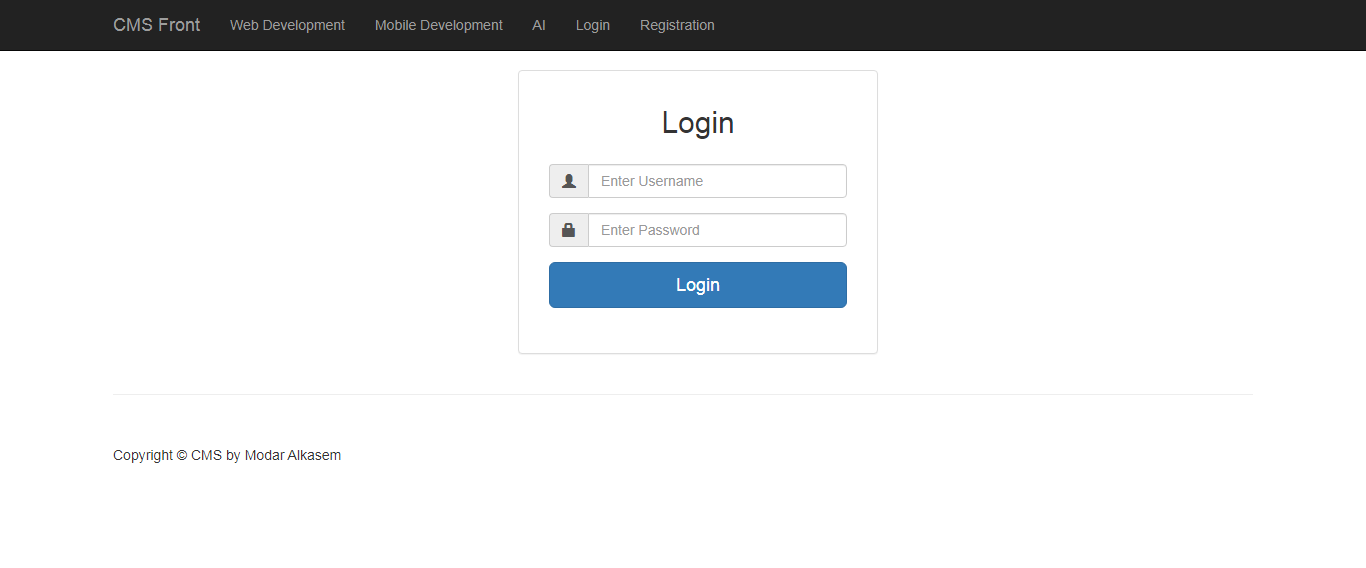 CMS Front Web Development Mobile Development AI Login Registration
Login
Enter Username
Enter Password
Login
Copyright © CMS by Modar Alkasem